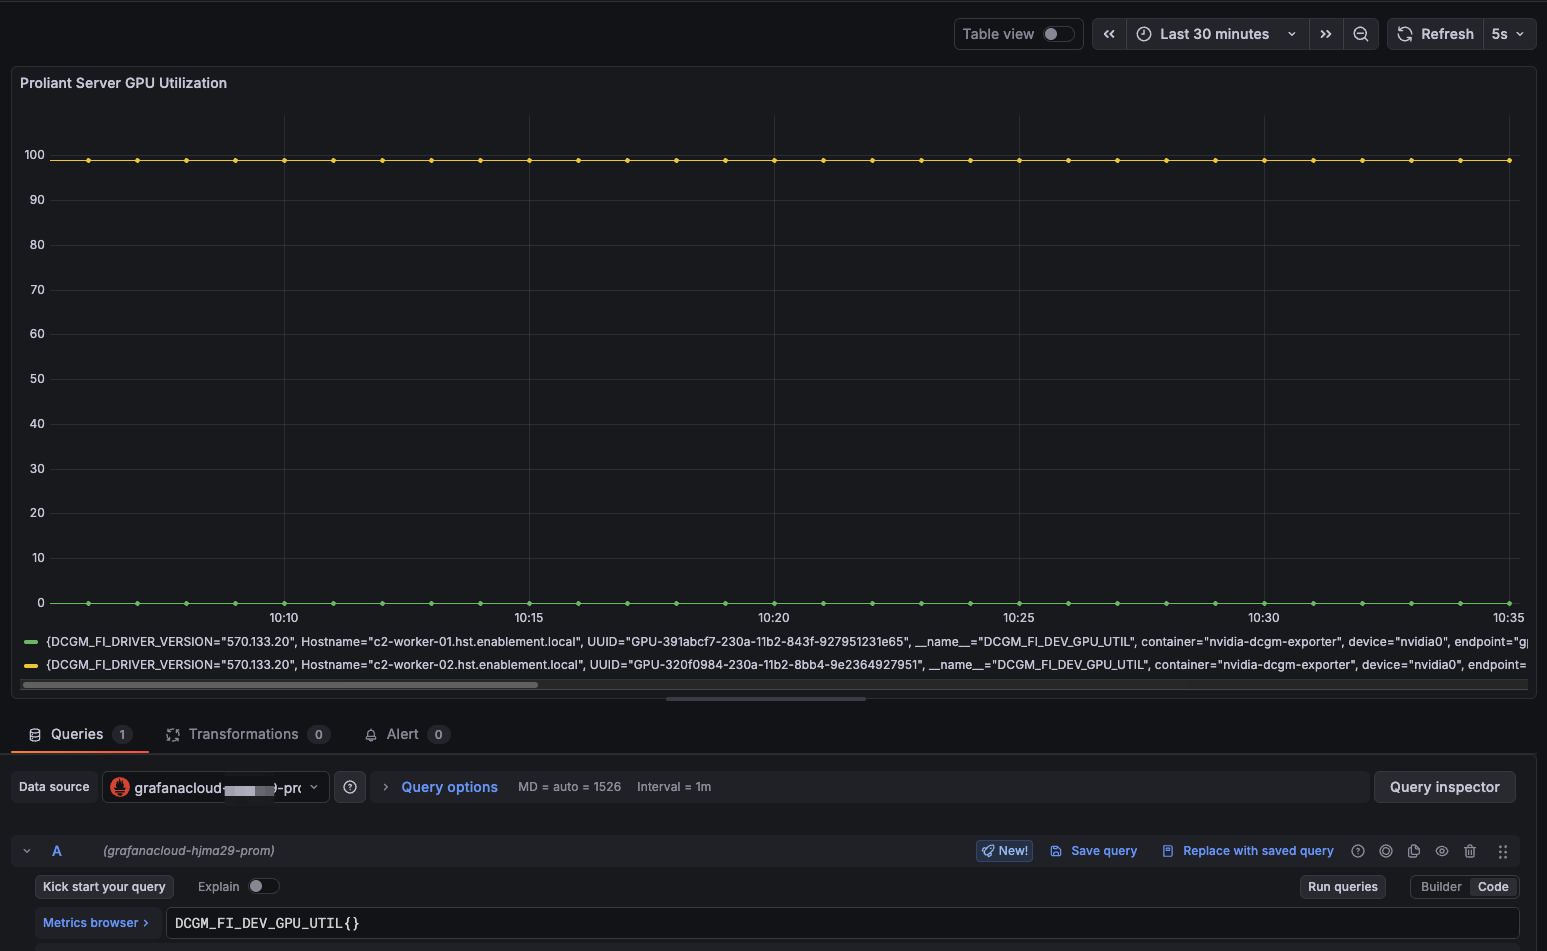 Table view
Last 30 minutes
Refresh
5s
Proliant Server GPU Utilization
100
90
80
70
60
50
40
30
20
10
0
10:10
10:15
10:20
10:25
10:30
10:35
{DCGM_FI_DRIVER_VERSION="570.133.20", Hostname="c2-worker-01.hst.enablement.local", UUID="GPU-391abcf7-230a-11b2-843f-927951231e65", __name__="DCGM_FI_DEV_GPU_UTIL", container="nvidia-dcgm-exporter", device="nvidia0", endpoint="g
{DCGM_FI_DRIVER_VERSION="570.133.20", Hostname="c2-worker-02.hst.enablement.local", UUID="GPU-320f0984-230a-11b2-8bb4-9e2364927951", __name__="DCGM_FI_DEV_GPU_UTIL", container="nvidia-dcgm-exporter", device="nvidia0", endpoint=
Queries 1
Transformations 0
Alert 0
Data source
grafanacloud-
Query options
MD = auto = 1526
Interval = 1m
Query inspector
A
(grafanacloud-hjma29-prom)
New!
Save query
Replace with saved query
Kick start your query
Explain
Run queries
Builder
Code
Metrics browser >
DCGM_FI_DEV_GPU_UTIL{}